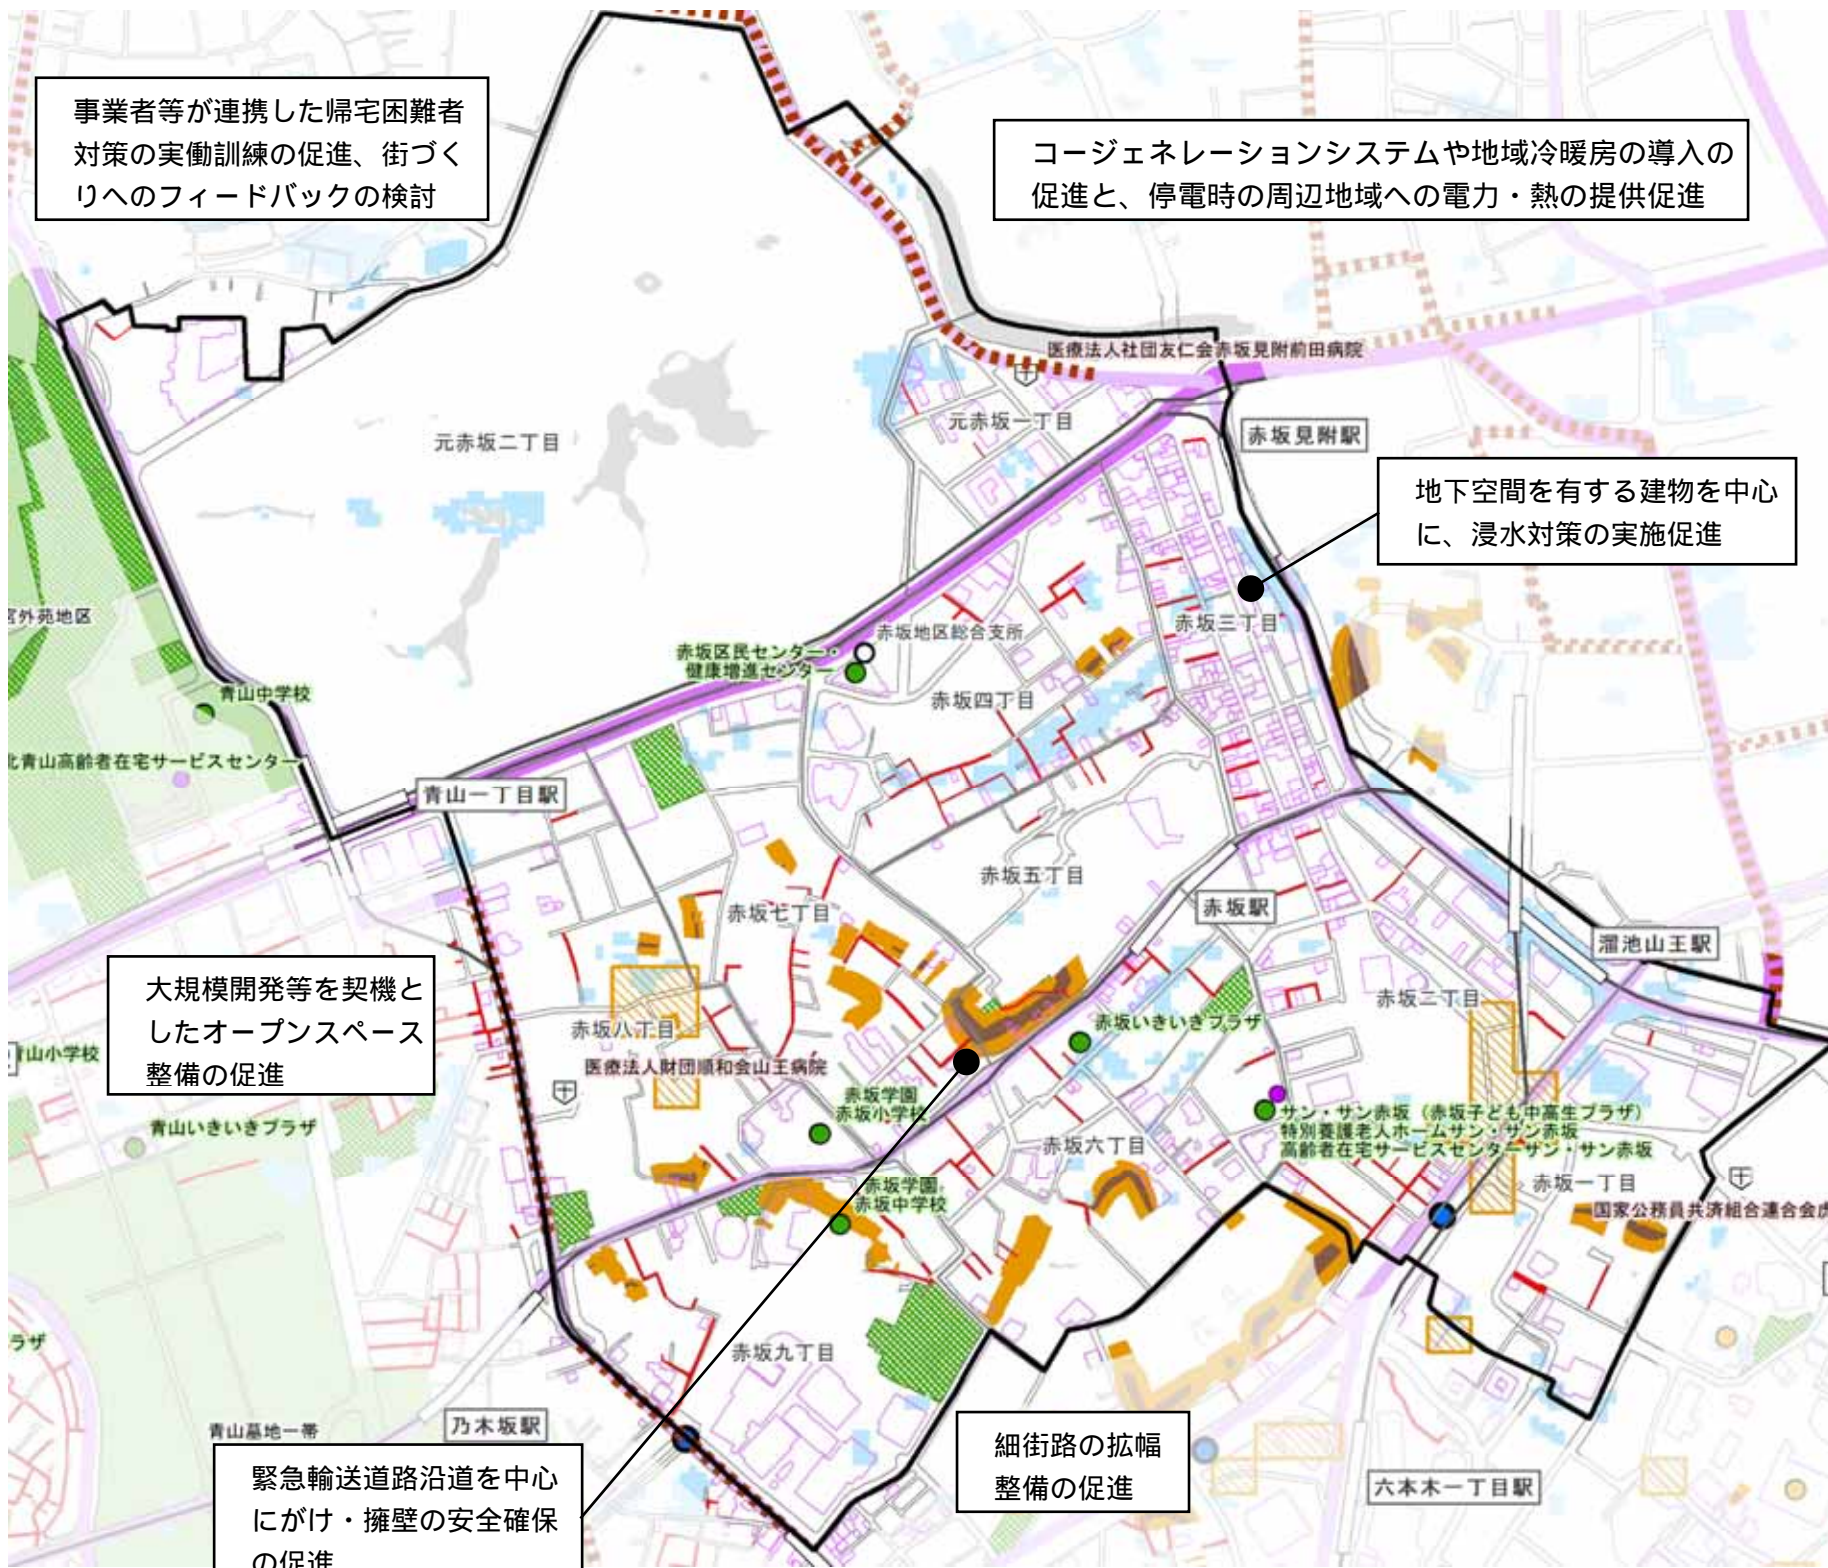 事業者等が連携した帰宅困難者
対策の実働訓練の促進、街づく
りへのフィードバックの検討
コージェネレーションシステムや地域冷暖房の導入の
促進と、停電時の周辺地域への電力・熱の提供促進
医療法人社団友仁会赤坂見附前田病院
元赤坂一丁目
赤坂見附駅
元赤坂二丁目
地下空間を有する建物を中心
に、浸水対策の実施促進
宮外苑地区
赤坂三丁目
赤坂地区総合支所
赤坂区民センター・
健康増進センター
赤坂四丁目
青山中学校
北青山高齢者在宅サービスセンター
青山一丁目駅
赤坂五丁目
赤坂七丁目
赤坂駅
溜池山王駅
大規模開発等を契機と
したオープンスペース
整備の促進
赤坂二丁目
赤坂いきいきプラザ
赤坂八丁目
青山小学校
医療法人財団順和会山王病院
赤坂学園
赤坂小学校
サン・サン赤坂（赤坂子ども中高生プラザ）
特別養護老人ホームサン・サン赤坂
高齢者在宅サービスセンターサン・サン赤坂
青山いきいきプラザ
赤坂六丁目
赤坂一丁目
赤坂学園
赤坂中学校
国家公務員共済組合連合会虎
ラザ
赤坂九丁目
青山墓地一帯
乃木坂駅
細街路の拡幅
整備の促進
六本木一丁目駅
緊急輸送道路沿道を中心
にがけ・擁壁の安全確保
の促進